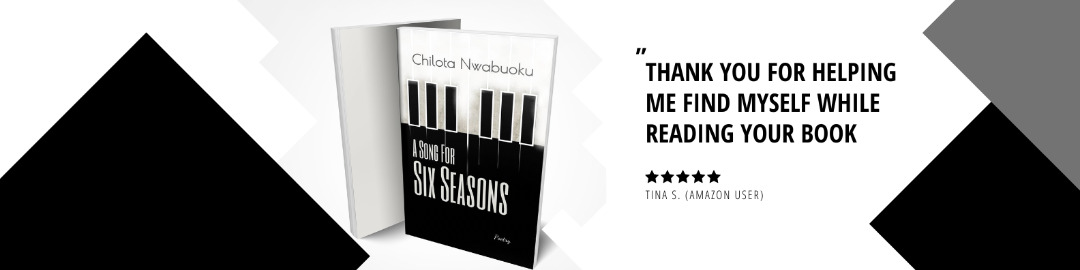 Chilota Nwabuoku
A SONG FOR
SIX SEASONS
Poetry
"
THANK YOU FOR HELPING
ME FIND MYSELF WHILE
READING YOUR BOOK
★★★★★
TINA S. (AMAZON USER)